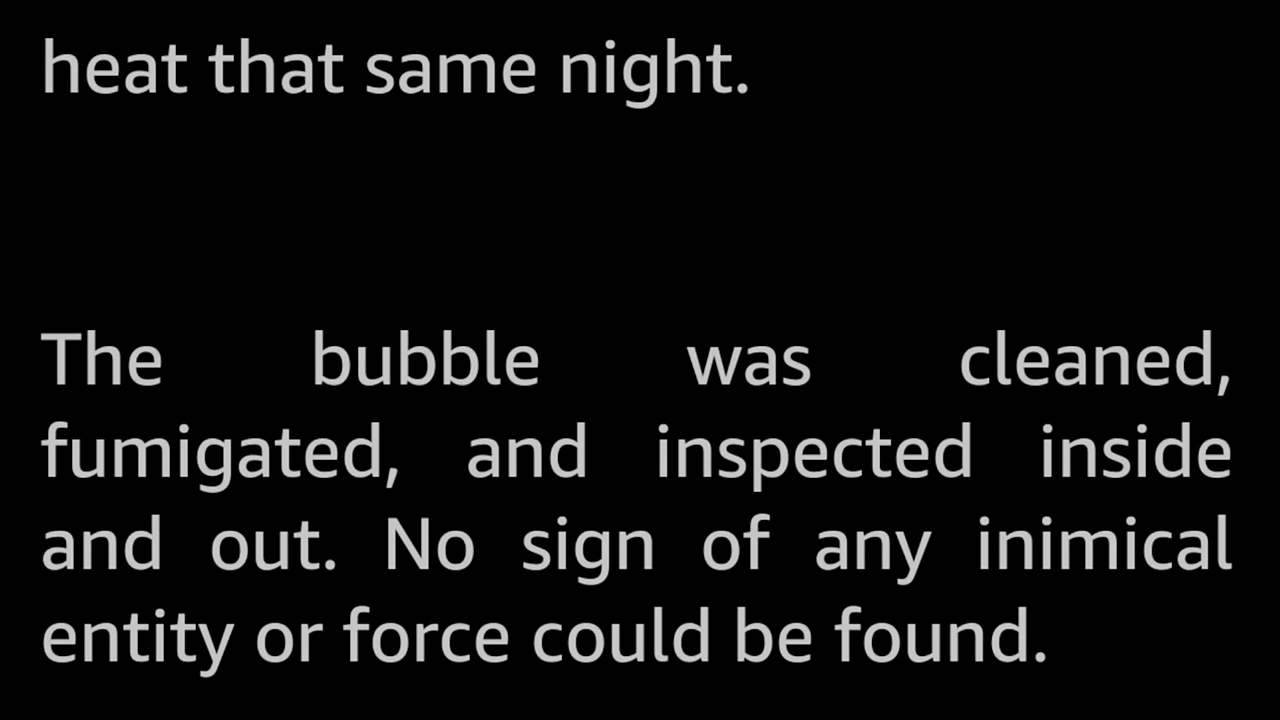 heat that same night.
The bubble was cleaned,
fumigated, and inspected inside
and out. No sign of any inimical
entity or force could be found.